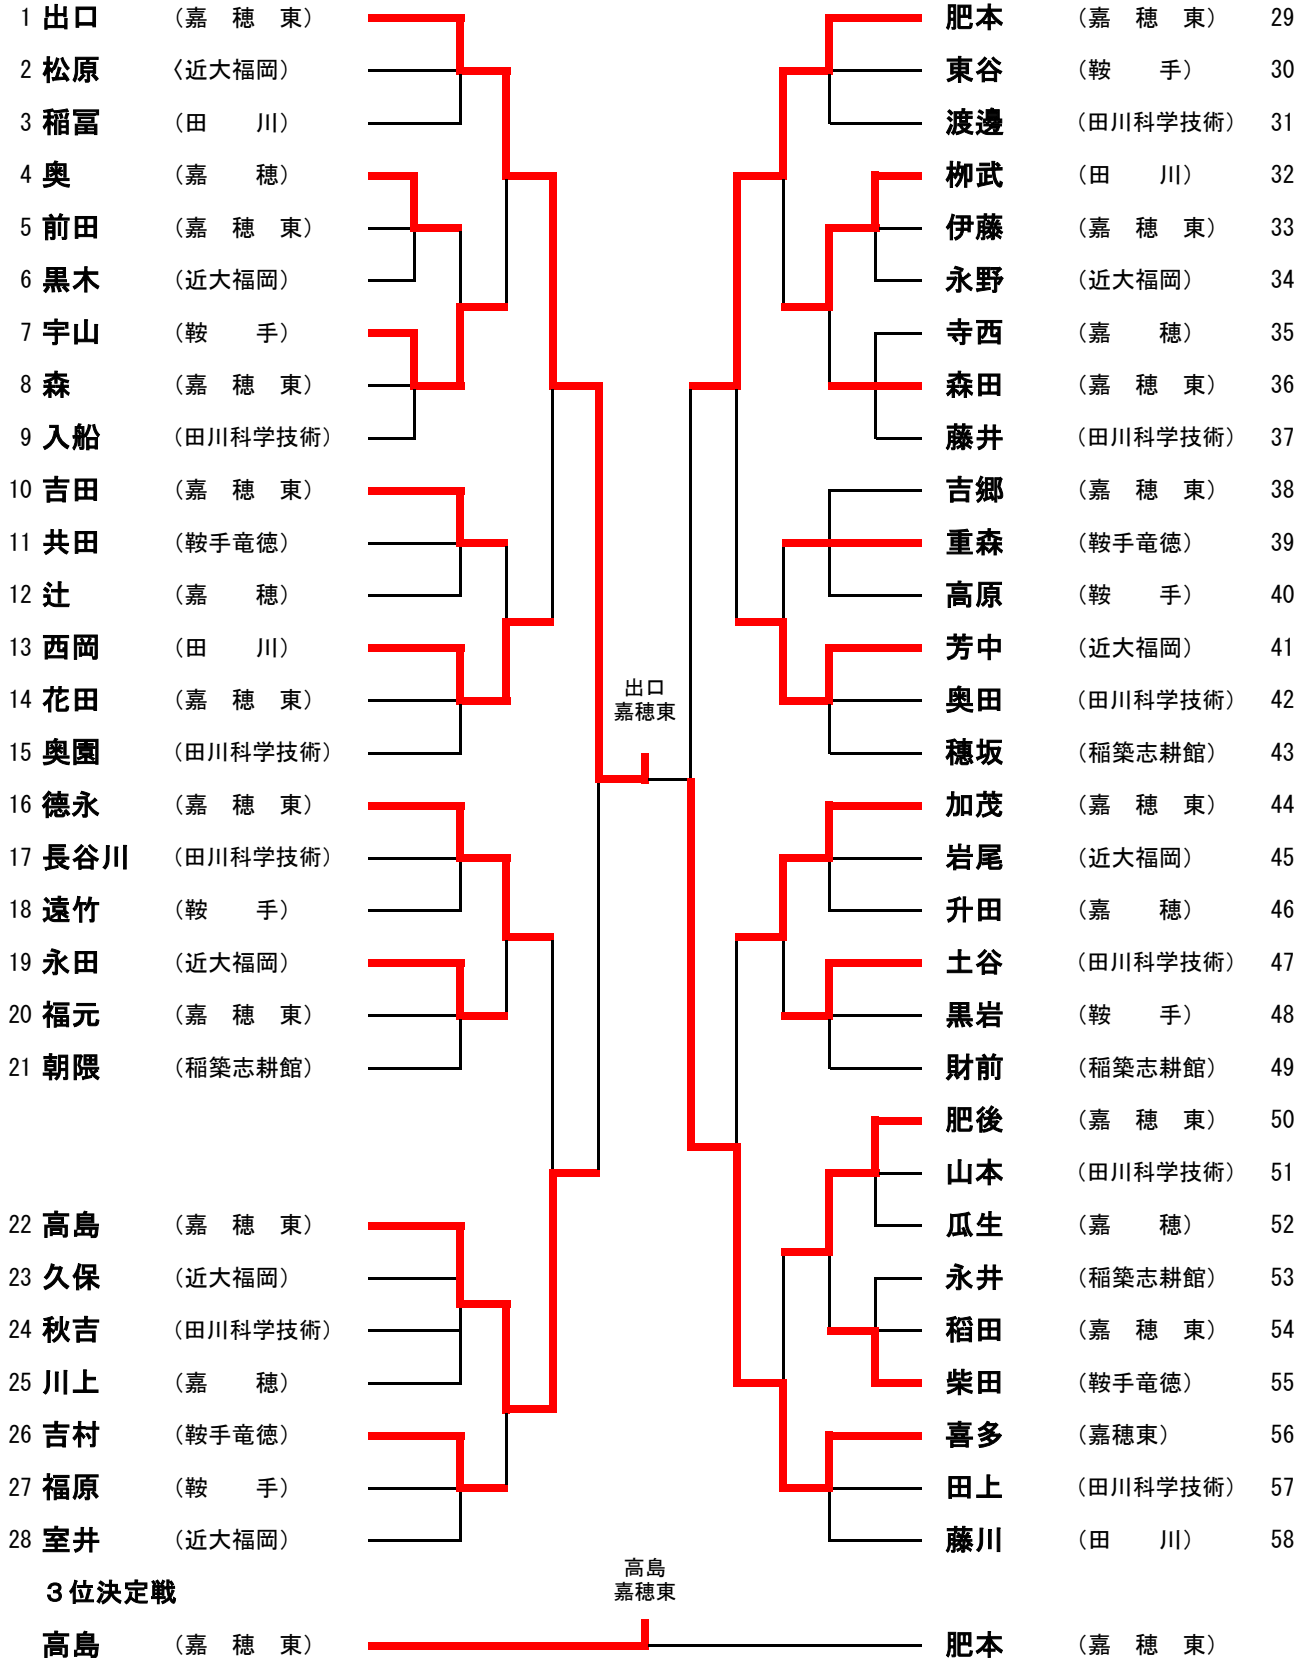 1 出口 （嘉 穂 東）
2 松原 〈近大福岡）
3 稲冨 （田 川）
4 奥 （嘉 穂）
5 前田 （嘉 穂 東）
6 黒木 （近大福岡）
7 宇山 （鞍 手）
8 森 （嘉 穂 東）
9 入船 （田川科学技術）
10 吉田 （嘉 穂 東）
11 共田 （鞍手竜徳）
12 辻 （嘉 穂）
13 西岡 （田 川）
14 花田 （嘉 穂 東）
15 奥園 （田川科学技術）
16 德永 （嘉 穂 東）
17 長谷川 （田川科学技術）
18 遠竹 （鞍 手）
19 永田 （近大福岡）
20 福元 （嘉 穂 東）
21 朝隈 （稲築志耕館）
22 高島 （嘉 穂 東）
23 久保 （近大福岡）
24 秋吉 （田川科学技術）
25 川上 （嘉 穂）
26 吉村 （鞍手竜徳）
27 福原 （鞍 手）
28 室井 （近大福岡）
出口
嘉穂東
肥本 （嘉 穂 東） 29
東谷 （鞍 手） 30
渡邊 （田川科学技術） 31
栁武 （田 川） 32
伊藤 （嘉 穂 東） 33
永野 （近大福岡） 34
寺西 （嘉 穂） 35
森田 （嘉 穂 東） 36
藤井 （田川科学技術） 37
吉郷 （嘉 穂 東） 38
重森 （鞍手竜徳） 39
高原 （鞍 手） 40
芳中 （近大福岡） 41
奥田 （田川科学技術） 42
穗坂 （稲築志耕館） 43
加茂 （嘉 穂 東） 44
岩尾 （近大福岡） 45
升田 （嘉 穂） 46
土谷 （田川科学技術） 47
黒岩 （鞍 手） 48
財前 （稲築志耕館） 49
肥後 （嘉 穂 東） 50
山本 （田川科学技術） 51
瓜生 （嘉 穂） 52
永井 （稲築志耕館） 53
稻田 （嘉 穂 東） 54
柴田 （鞍手竜徳） 55
喜多 （嘉穂東） 56
田上 （田川科学技術） 57
藤川 （田 川） 58
３位決定戦
高島
嘉穂東
高島 （嘉 穂 東）
肥本 （嘉 穂 東）